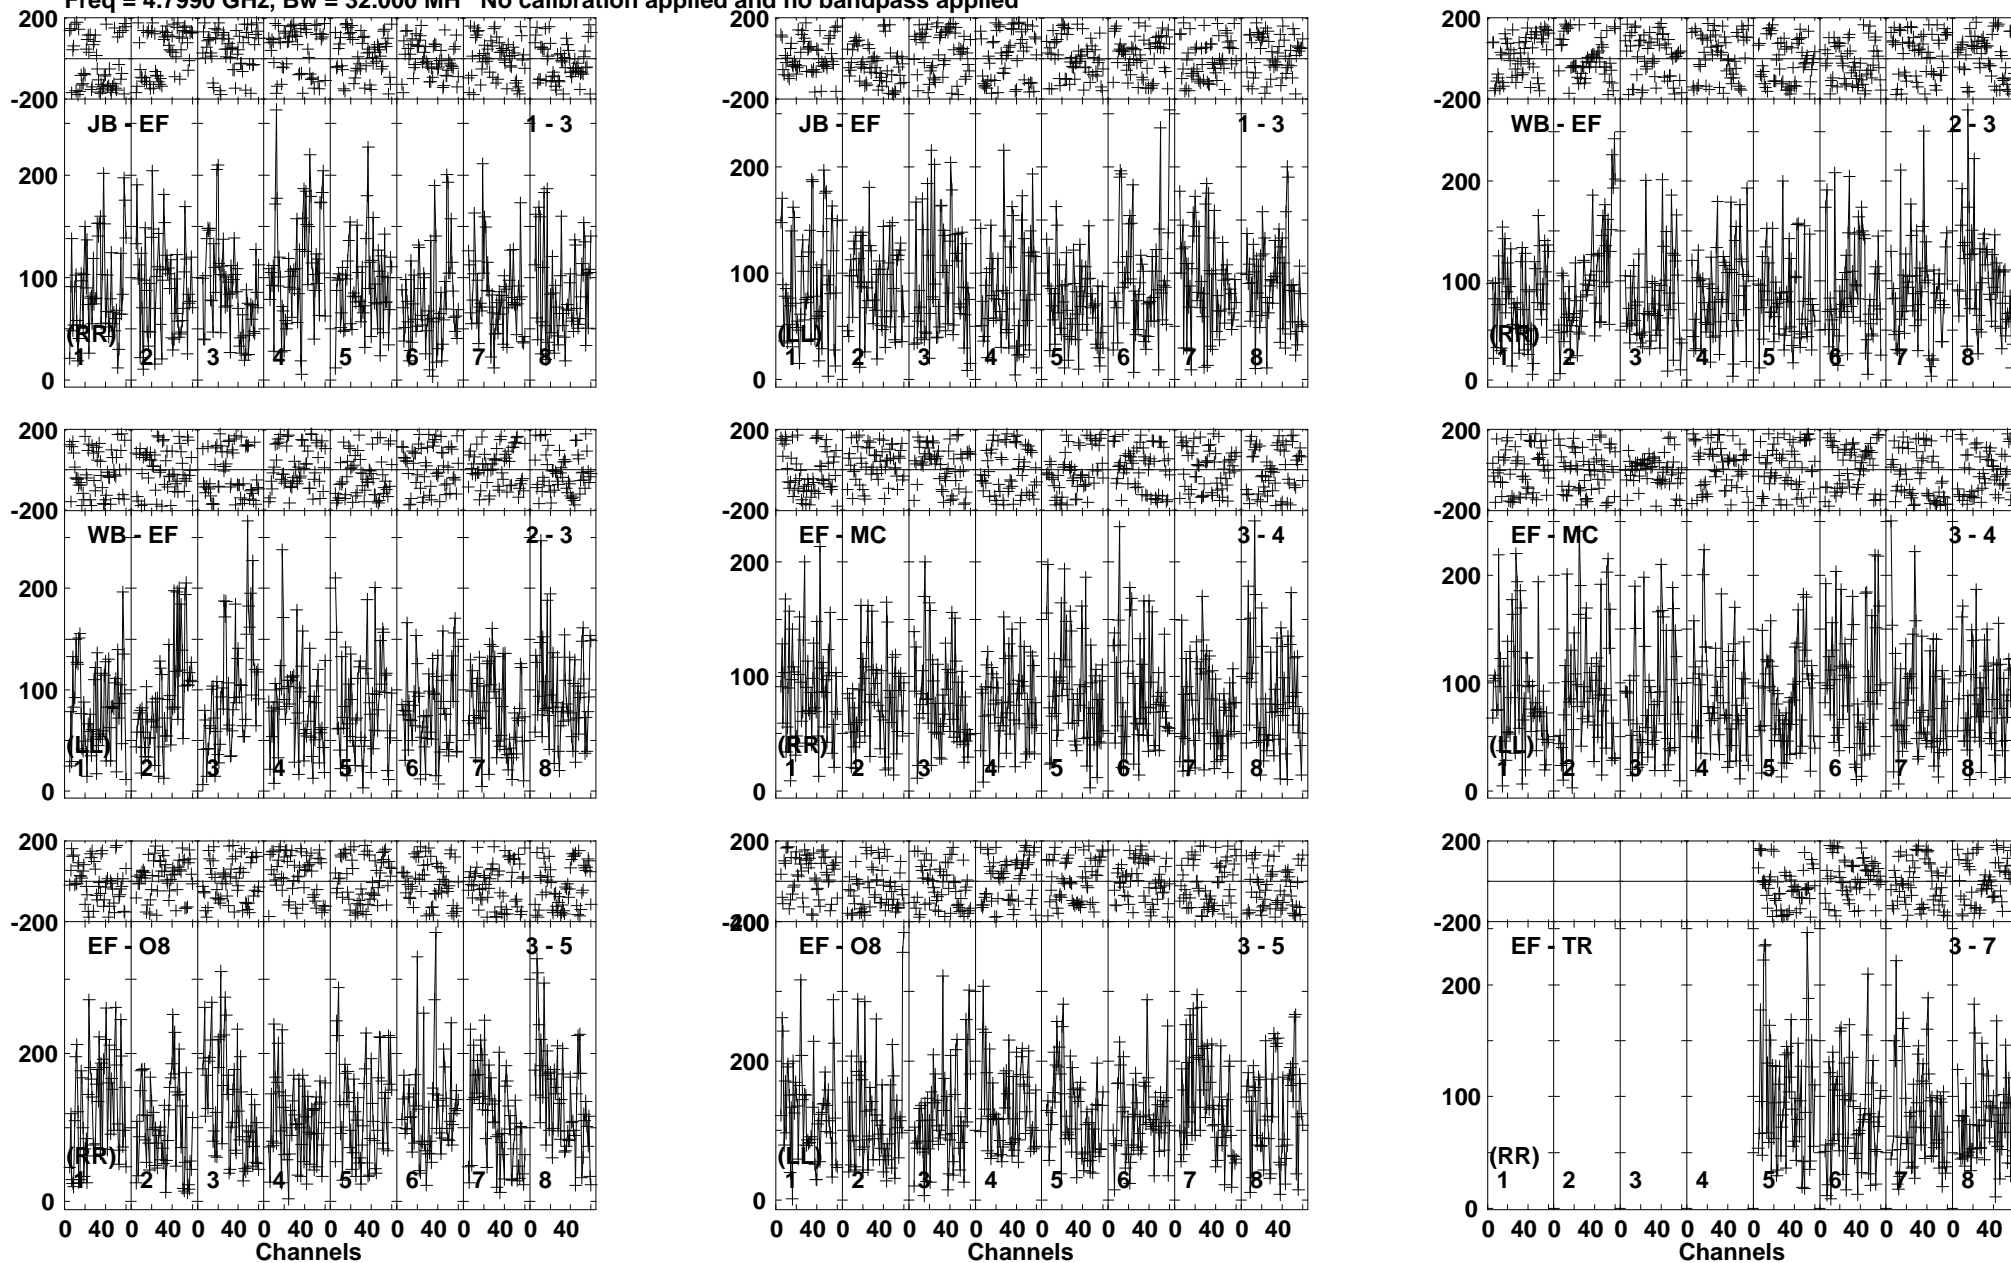 Freq = 4.7990 GHz, Bw = 32.000 MH No calibration applied and no bandpass applied
200 200 200
-200 -200 -200
JB - EF 1 - 3 JB - EF 1 - 3 WB - EF 2 - 3
200 200 200
100 100 100
(RR) (LL) (RR)
1 2 3 4 5 6 7 8 1 2 3 4 5 6 7 8 1 2 3 4 5 6 7 8
0 0 0
200 200 200
-200 -200 -200
WB - EF 2 - 3 EF - MC 3 - 4 EF - MC 3 - 4
200 200 200
100 100 100
(LL) (RR) (LL)
1 2 3 4 5 6 7 8 1 2 3 4 5 6 7 8 1 2 3 4 5 6 7 8
0 0 0
200 200 200
-200 -200 -200
400
EF - O8 3 - 5 EF - O8 3 - 5 EF - TR 3 - 7
200 200 200
100
(RR) (LL) (RR)
1 2 3 4 5 6 7 8 1 2 3 4 5 6 7 8 1 2 3 4 5 6 7 8
0 0 0
0 40 0 40 0 40 0 40 0 40 0 40 0 40 0 40 0 40 0 40 0 40 0 40 0 40 0 40 0 40 0 40 0 40 0 40 0 40 0 40 0 40 0 40 0 40 0 40
Channels Channels Channels